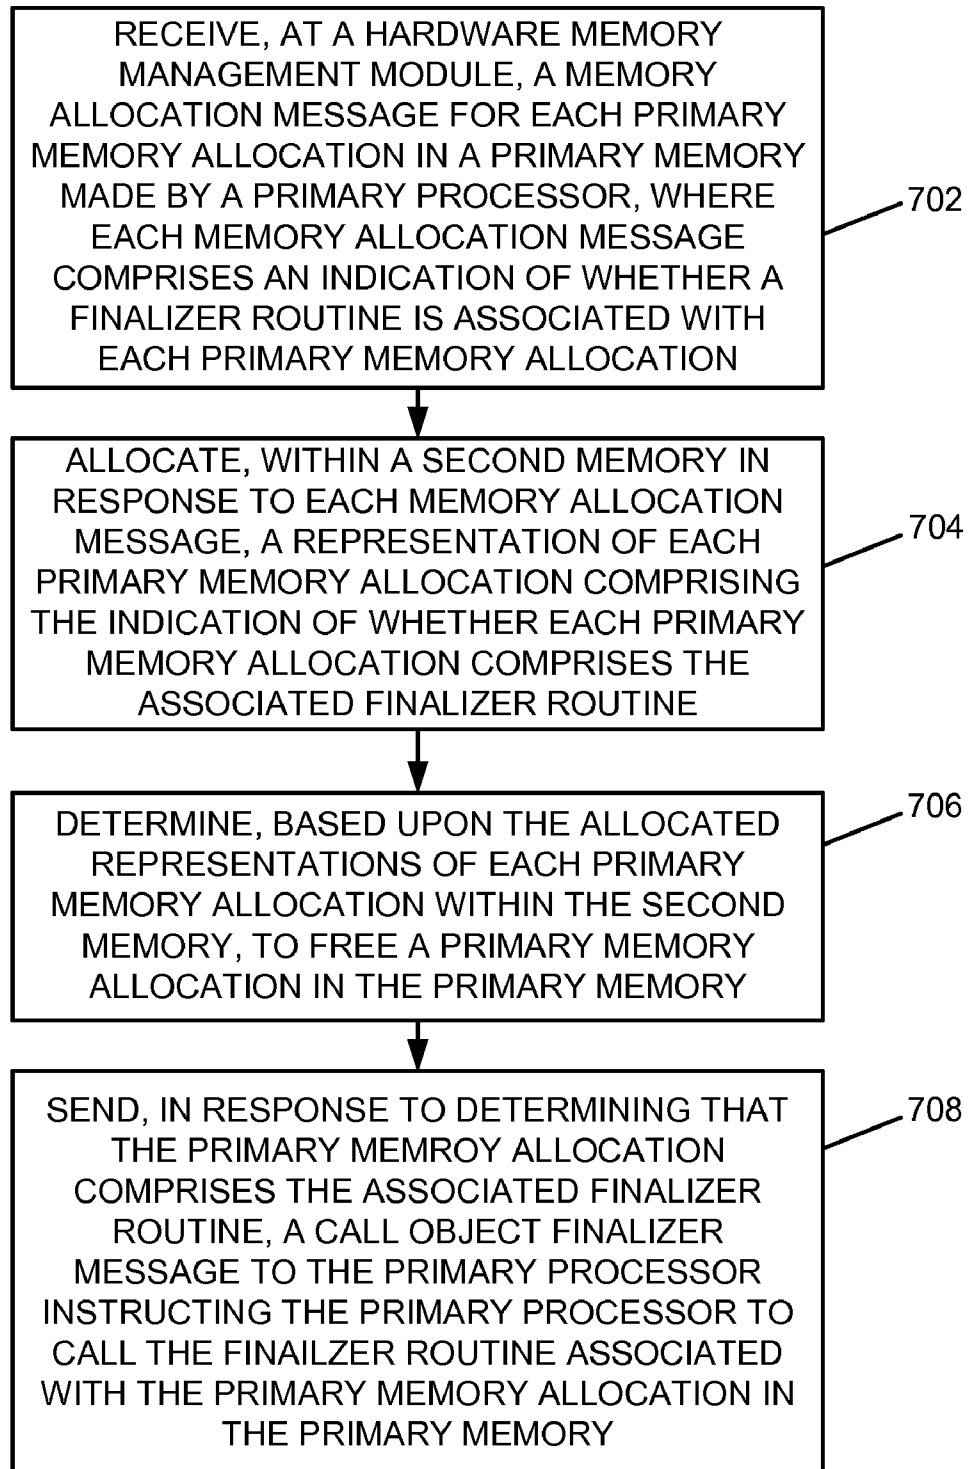 RECEIVE, AT A HARDWARE MEMORY
MANAGEMENT MODULE, A MEMORY
ALLOCATION MESSAGE FOR EACH PRIMARY
MEMORY ALLOCATION IN A PRIMARY MEMORY
MADE BY A PRIMARY PROCESSOR, WHERE
EACH MEMORY ALLOCATION MESSAGE
COMPRISES AN INDICATION OF WHETHER A
FINALIZER ROUTINE IS ASSOCIATED WITH
EACH PRIMARY MEMORY ALLOCATION
702
ALLOCATE, WITHIN A SECOND MEMORY IN
RESPONSE TO EACH MEMORY ALLOCATION
MESSAGE, A REPRESENTATION OF EACH
PRIMARY MEMORY ALLOCATION COMPRISING
THE INDICATION OF WHETHER EACH PRIMARY
MEMORY ALLOCATION COMPRISES THE
ASSOCIATED FINALIZER ROUTINE
704
DETERMINE, BASED UPON THE ALLOCATED
REPRESENTATIONS OF EACH PRIMARY
MEMORY ALLOCATION WITHIN THE SECOND
MEMORY, TO FREE A PRIMARY MEMORY
ALLOCATION IN THE PRIMARY MEMORY
706
SEND, IN RESPONSE TO DETERMINING THAT
THE PRIMARY MEMROY ALLOCATION
COMPRISES THE ASSOCIATED FINALIZER
ROUTINE, A CALL OBJECT FINALIZER
MESSAGE TO THE PRIMARY PROCESSOR
INSTRUCTING THE PRIMARY PROCESSOR TO
CALL THE FINAILZER ROUTINE ASSOCIATED
WITH THE PRIMARY MEMORY ALLOCATION IN
THE PRIMARY MEMORY
708